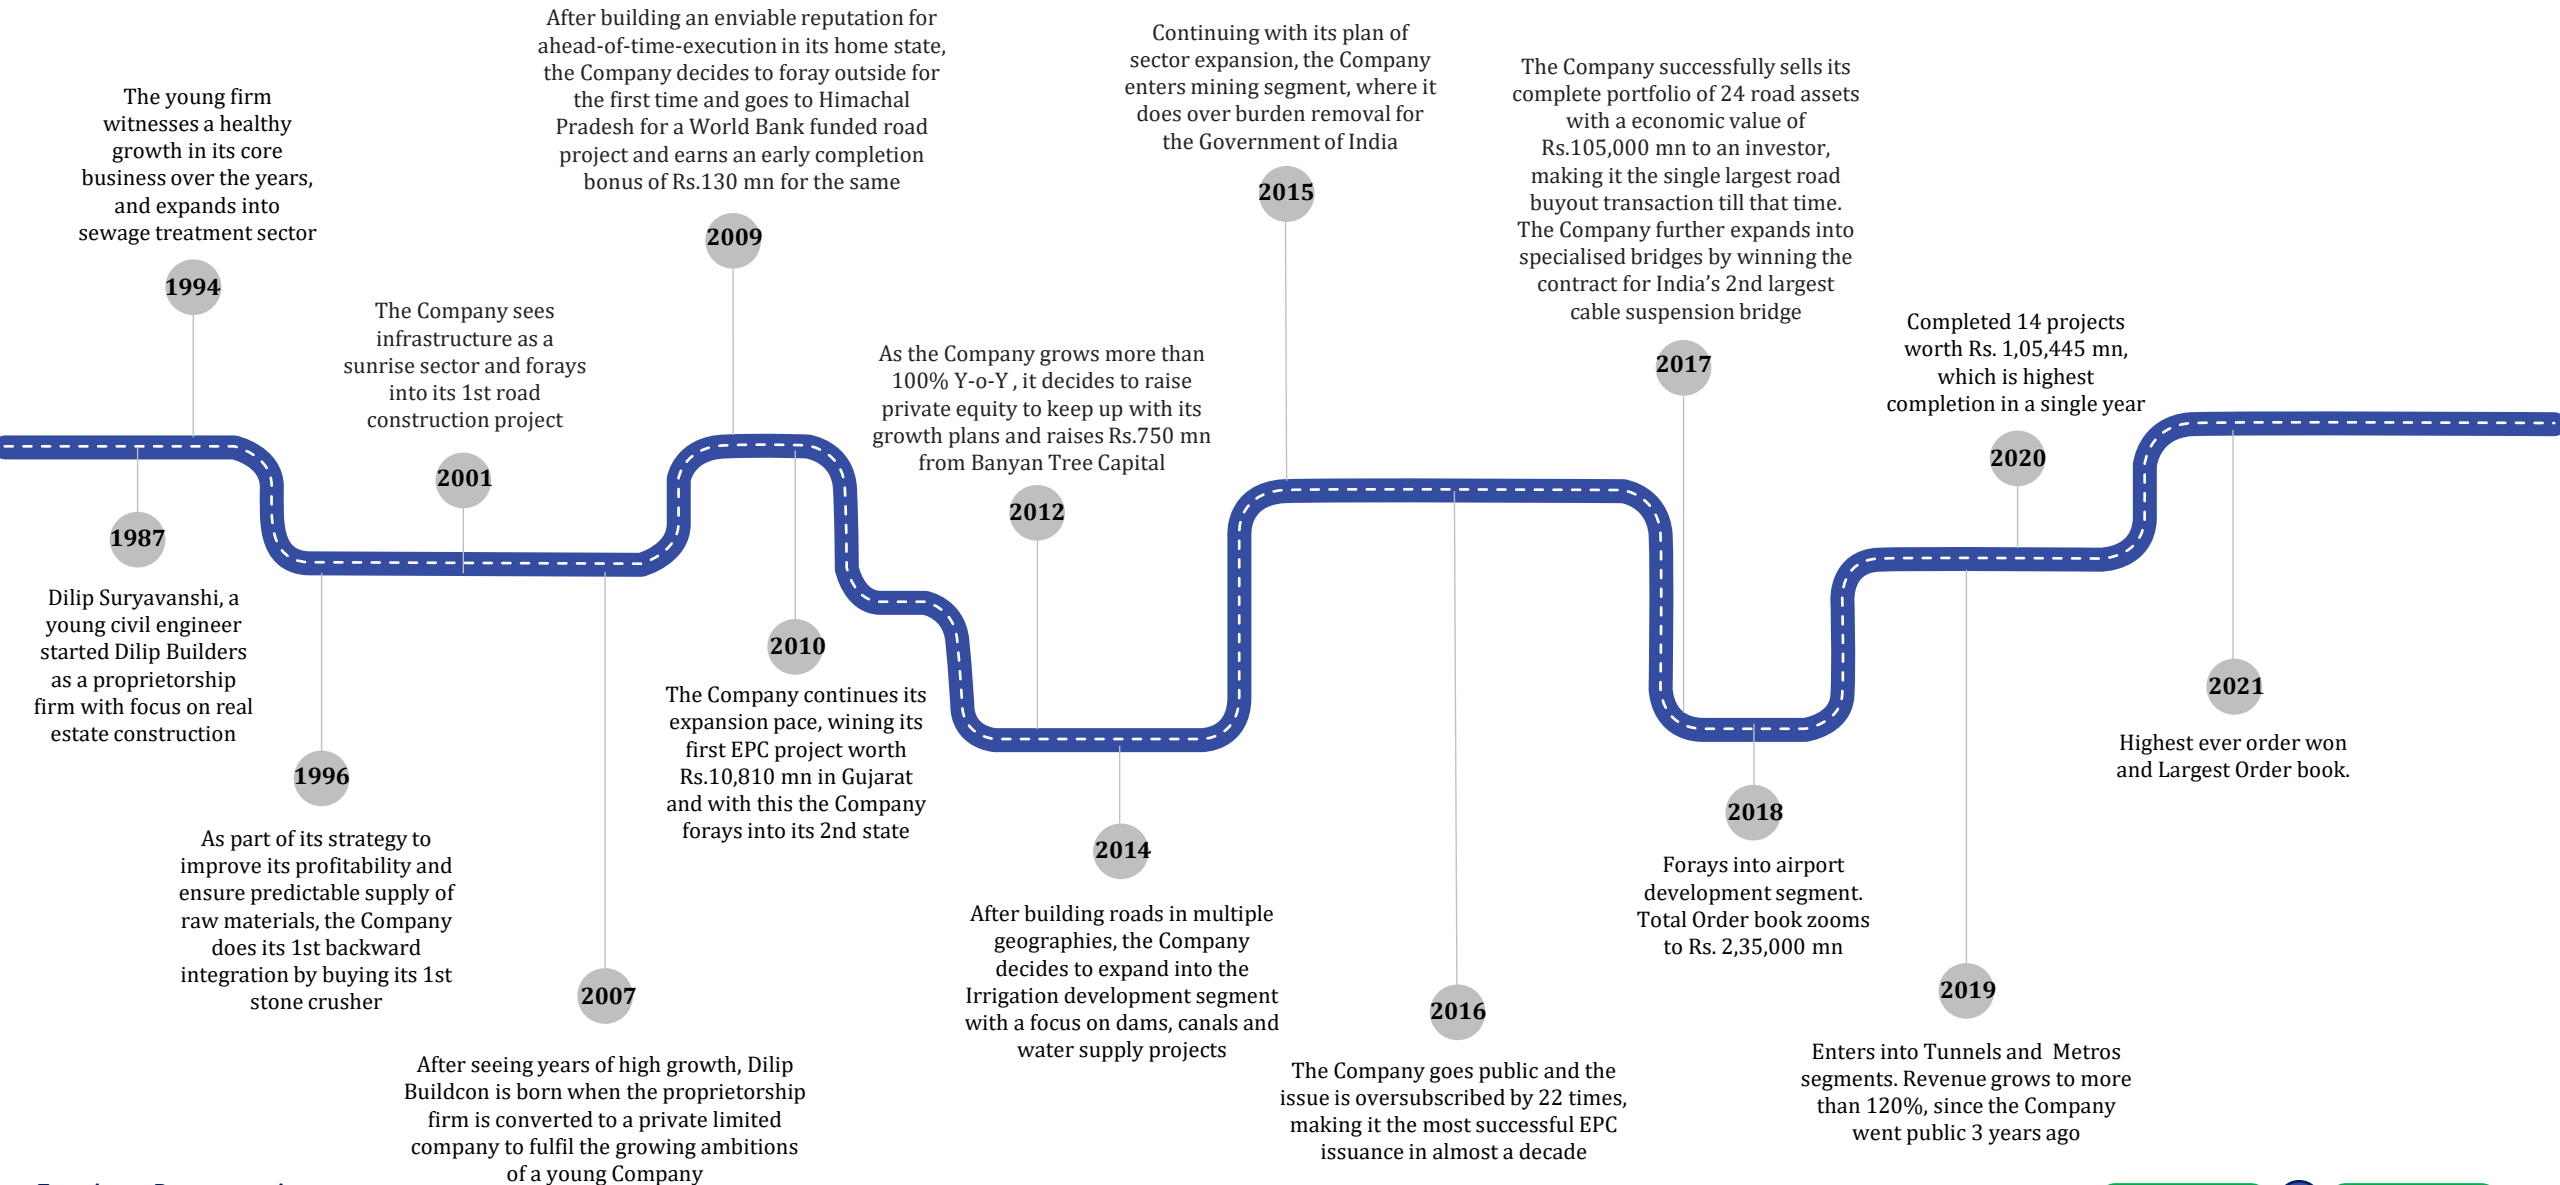 The young firm
witnesses a healthy
growth in its core
business over the years,
and expands into
sewage treatment sector
1994
1987
Dilip Suryavanshi, a
young civil engineer
started Dilip Builders
as a proprietorship
firm with focus on real
estate construction
1996
As part of its strategy to
improve its profitability and
ensure predictable supply of
raw materials, the Company
does its 1st backward
integration by buying its 1st
stone crusher
The Company sees
infrastructure as a
sunrise sector and forays
into its 1st road
construction project
2001
2007
After seeing years of high growth, Dilip
Buildcon is born when the proprietorship
firm is converted to a private limited
company to fulfil the growing ambitions
of a young Company
After building an enviable reputation for
ahead-of-time-execution in its home state,
the Company decides to foray outside for
the first time and goes to Himachal
Pradesh for a World Bank funded road
project and earns an early completion
bonus of Rs.130 mn for the same
2009
2010
The Company continues its
expansion pace, wining its
first EPC project worth
Rs.10,810 mn in Gujarat
and with this the Company
forays into its 2nd state
As the Company grows more than
100% Y-o-Y , it decides to raise
private equity to keep up with its
growth plans and raises Rs.750 mn
from Banyan Tree Capital
2012
2014
After building roads in multiple
geographies, the Company
decides to expand into the
Irrigation development segment
with a focus on dams, canals and
water supply projects
Continuing with its plan of
sector expansion, the Company
enters mining segment, where it
does over burden removal for
the Government of India
2015
2016
The Company goes public and the
issue is oversubscribed by 22 times,
making it the most successful EPC
issuance in almost a decade
The Company successfully sells its
complete portfolio of 24 road assets
with a economic value of
Rs.105,000 mn to an investor,
making it the single largest road
buyout transaction till that time.
The Company further expands into
specialised bridges by winning the
contract for India's 2nd largest
cable suspension bridge
2017
2018
Forays into airport
development segment.
Total Order book zooms
to Rs. 2,35,000 mn
2019
Enters into Tunnels and Metros
segments. Revenue grows to more
than 120%, since the Company
went public 3 years ago
Completed 14 projects
worth Rs. 1,05,445 mn,
which is highest
completion in a single year
2020
2021
Highest ever order won
and Largest Order book.